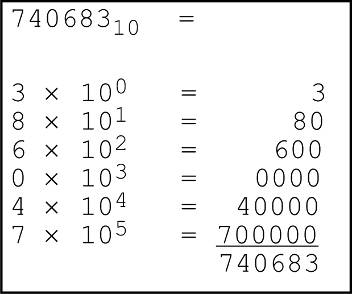 740683₁₀ =
3 × 10⁰ = 3
8 × 10¹ = 80
6 × 10² = 600
0 × 10³ = 0000
4 × 10⁴ = 40000
7 × 10⁵ = 700000
740683